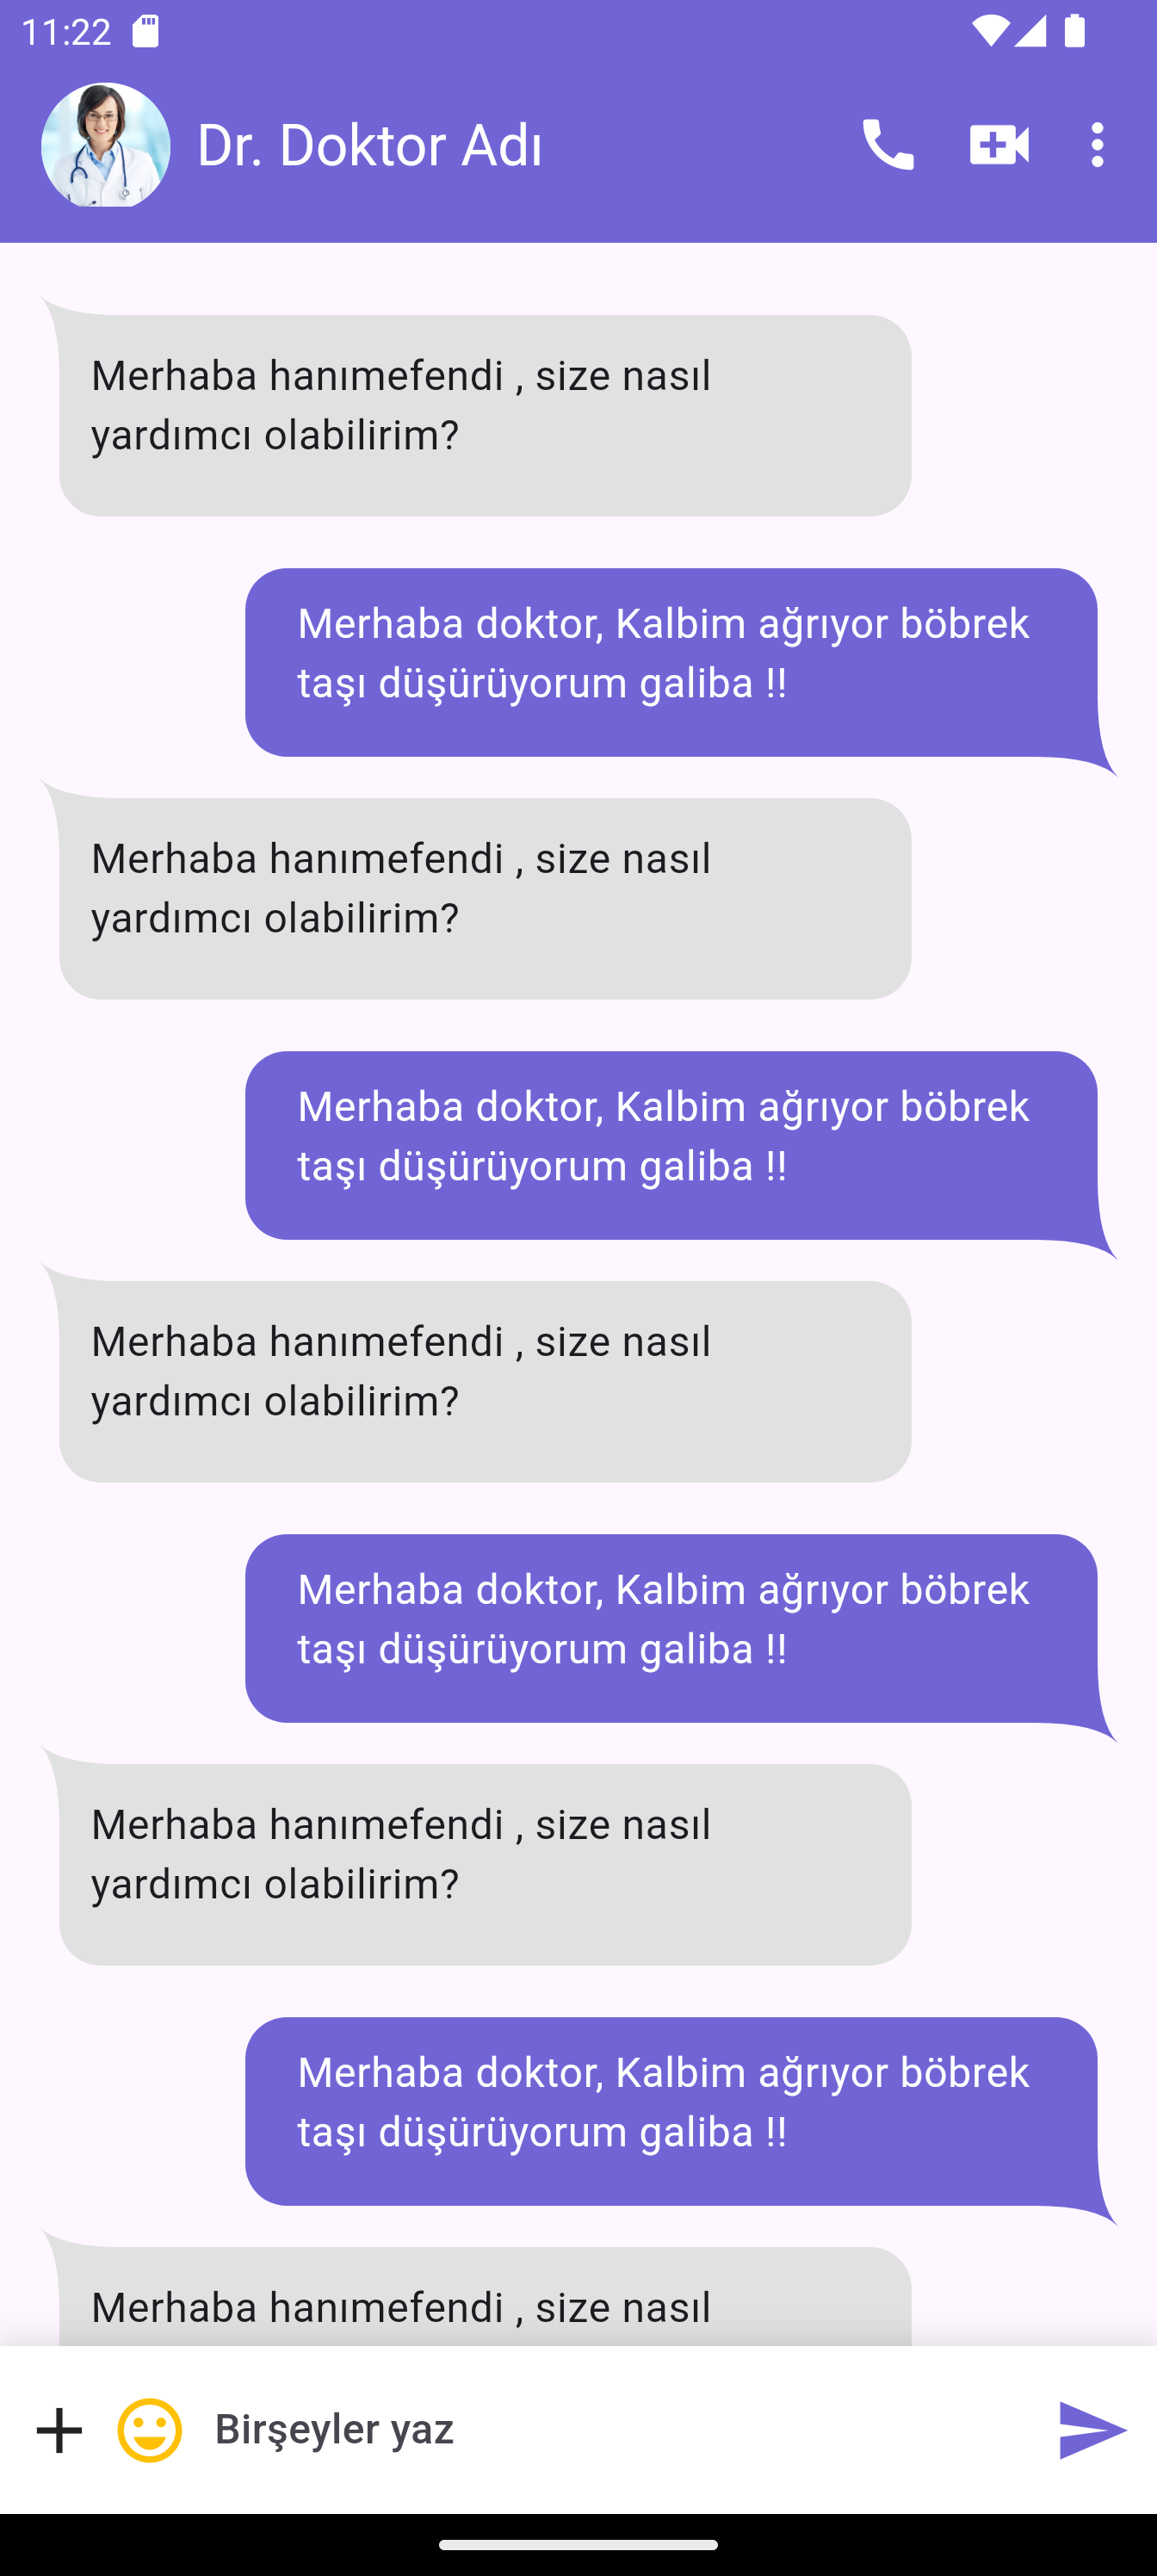 11:22
Dr. Doktor Adı
Merhaba hanımefendi , size nasıl
yardımcı olabilirim?
Merhaba doktor, Kalbim ağrıyor böbrek
taşı düşürüyorum galiba !!
Merhaba hanımefendi , size nasıl
yardımcı olabilirim?
Merhaba doktor, Kalbim ağrıyor böbrek
taşı düşürüyorum galiba !!
Merhaba hanımefendi , size nasıl
yardımcı olabilirim?
Merhaba doktor, Kalbim ağrıyor böbrek
taşı düşürüyorum galiba !!
Merhaba hanımefendi , size nasıl
yardımcı olabilirim?
Merhaba doktor, Kalbim ağrıyor böbrek
taşı düşürüyorum galiba !!
Merhaba hanımefendi , size nasıl
Birşeyler yaz